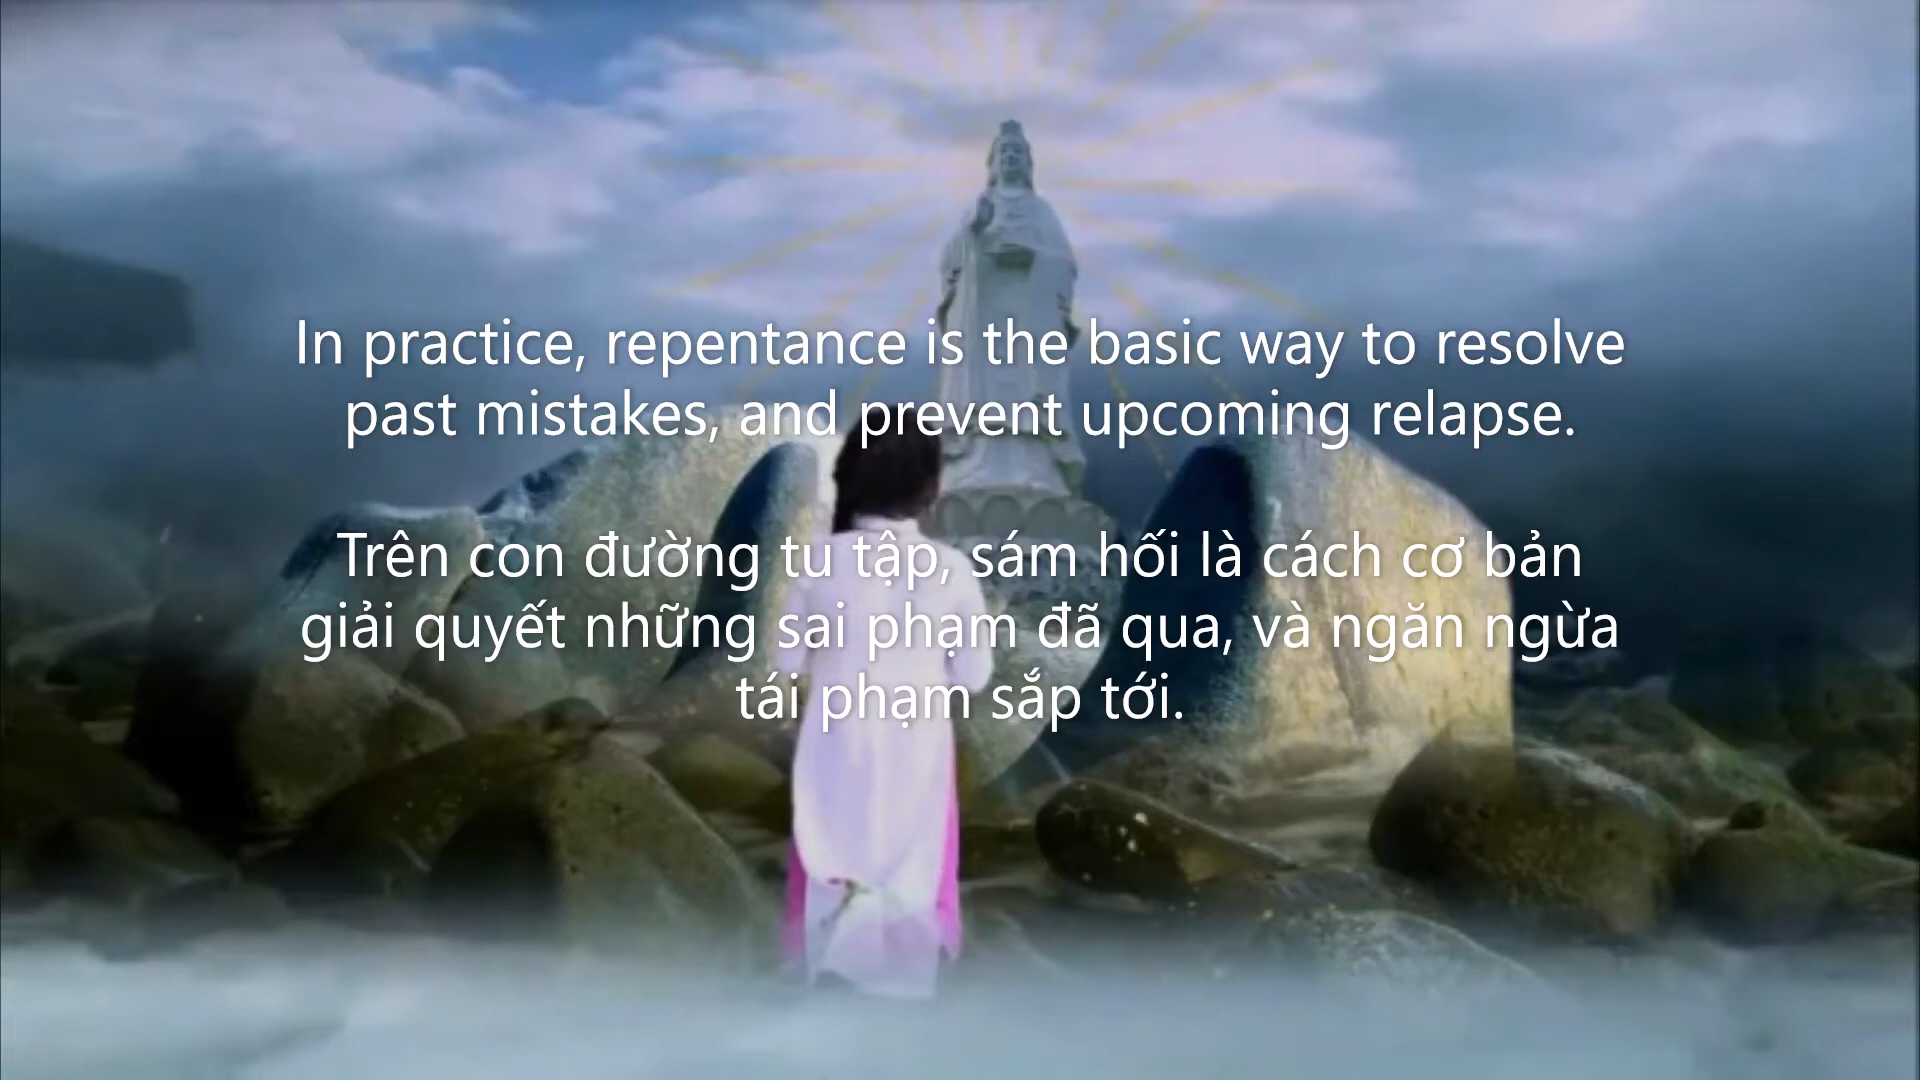 In practice, repentance is the basic way to resolve
past mistakes, and prevent upcoming relapse.
Trên con đường tu tập, sám hối là cách cơ bản
giải quyết những sai phạm đã qua, và ngăn ngừa
tái phạm sắp tới.